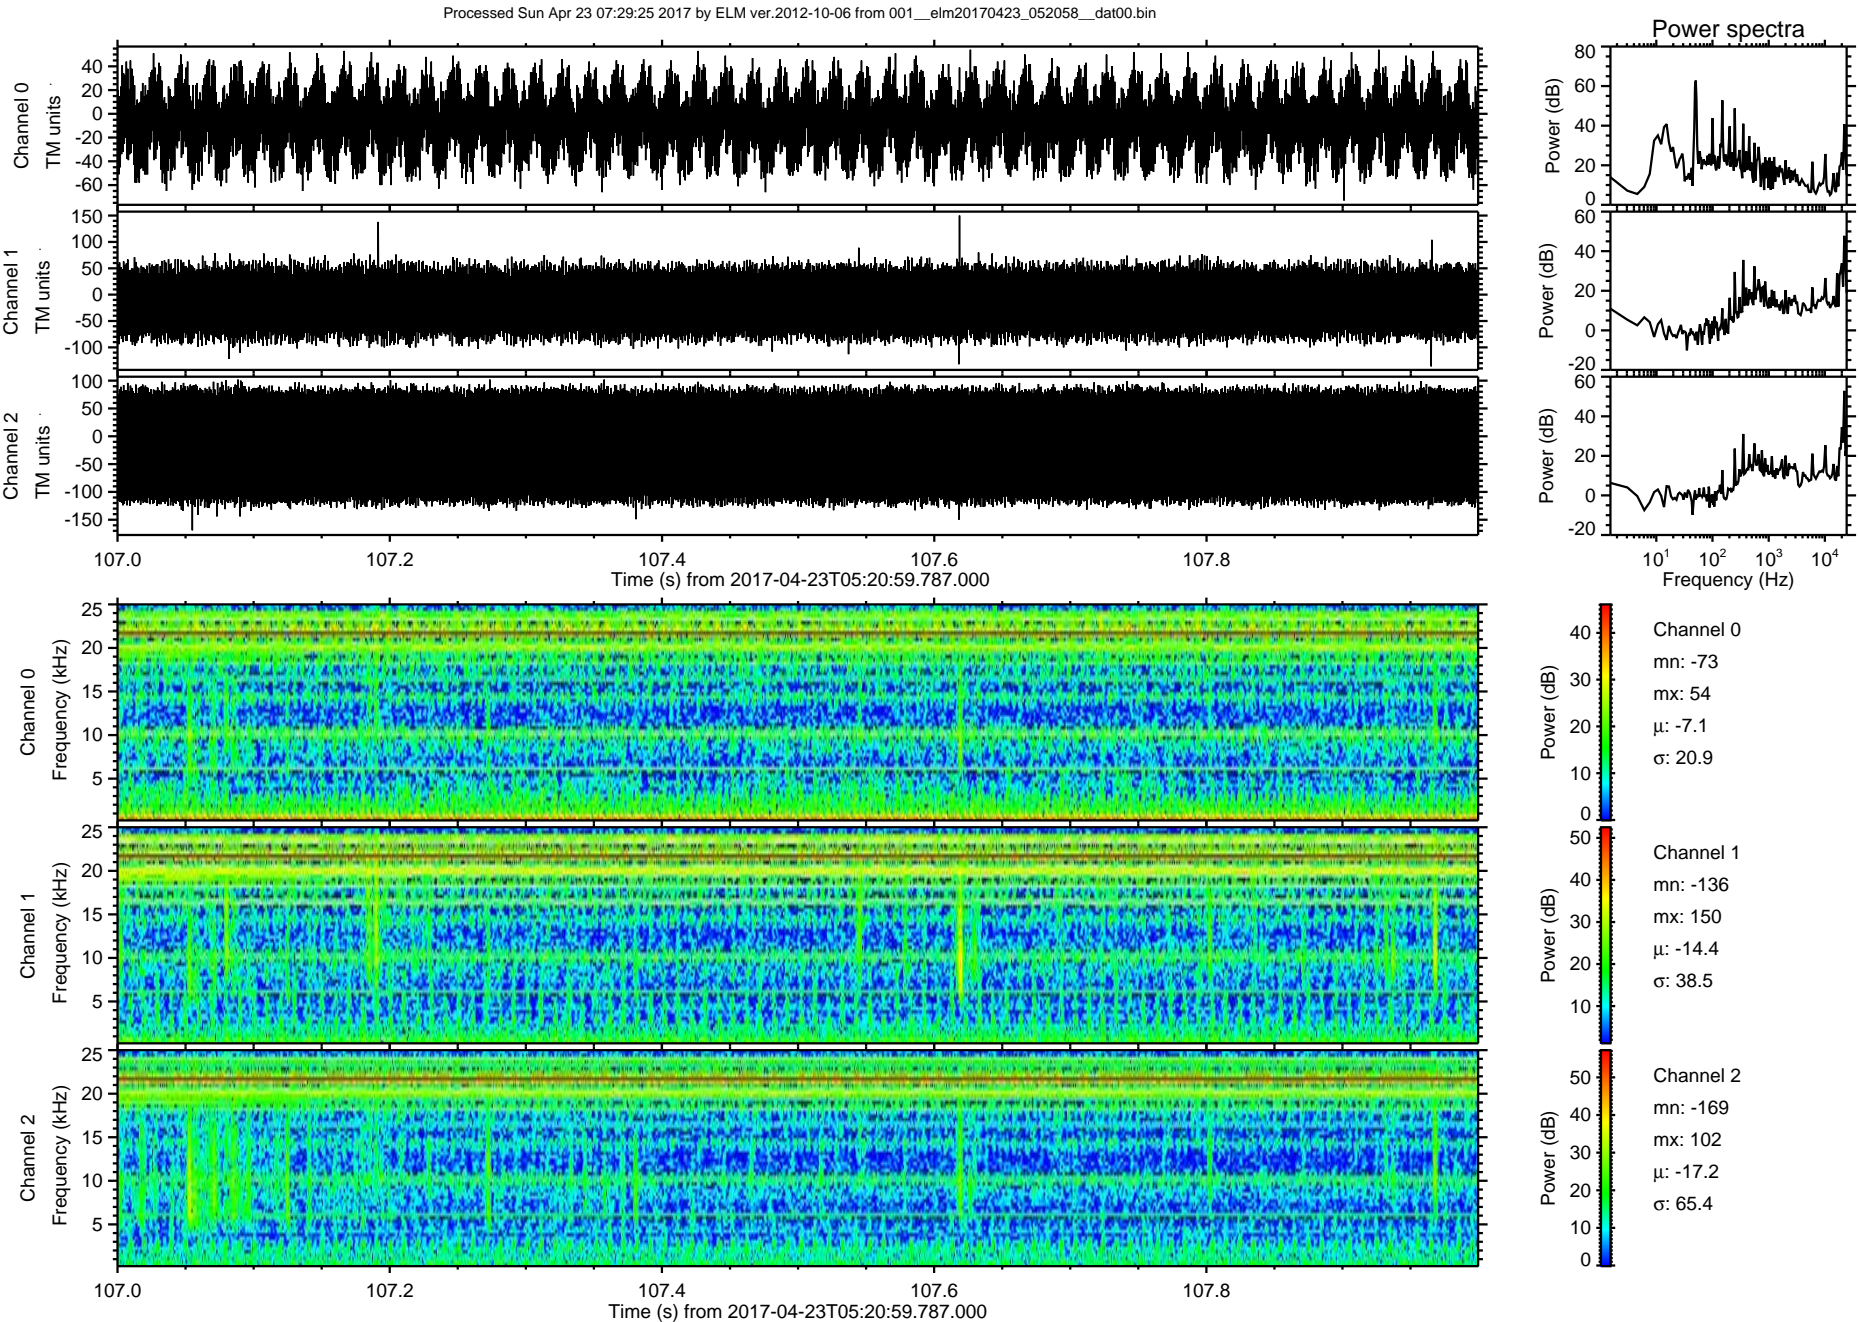 Processed Sun Apr 23 07:29:25 2017 by ELM ver.2012-10-06 from 001__elm20170423_052058__dat00.bin
Power spectra
Channel 0
TM units
40
20
0
-20
-40
-60
Power (dB)
80
60
40
20
0
Channel 1
TM units
150
100
50
0
-50
-100
Power (dB)
60
40
20
0
-20
Channel 2
TM units
100
50
0
-50
-100
-150
Power (dB)
60
40
20
0
-20
107.0 107.2 107.4 107.6 107.8
Time (s) from 2017-04-23T05:20:59.787.000
10¹ 10² 10³ 10⁴
Frequency (Hz)
Channel 0
Frequency (kHz)
25
20
15
10
5
Power (dB)
40
30
20
10
0
Channel 0
mn: -73
mx: 54
μ: -7.1
σ: 20.9
Channel 1
Frequency (kHz)
25
20
15
10
5
Power (dB)
50
40
30
20
10
Channel 1
mn: -136
mx: 150
μ: -14.4
σ: 38.5
Channel 2
Frequency (kHz)
25
20
15
10
5
Power (dB)
50
40
30
20
10
0
Channel 2
mn: -169
mx: 102
μ: -17.2
σ: 65.4
107.0 107.2 107.4 107.6 107.8
Time (s) from 2017-04-23T05:20:59.787.000